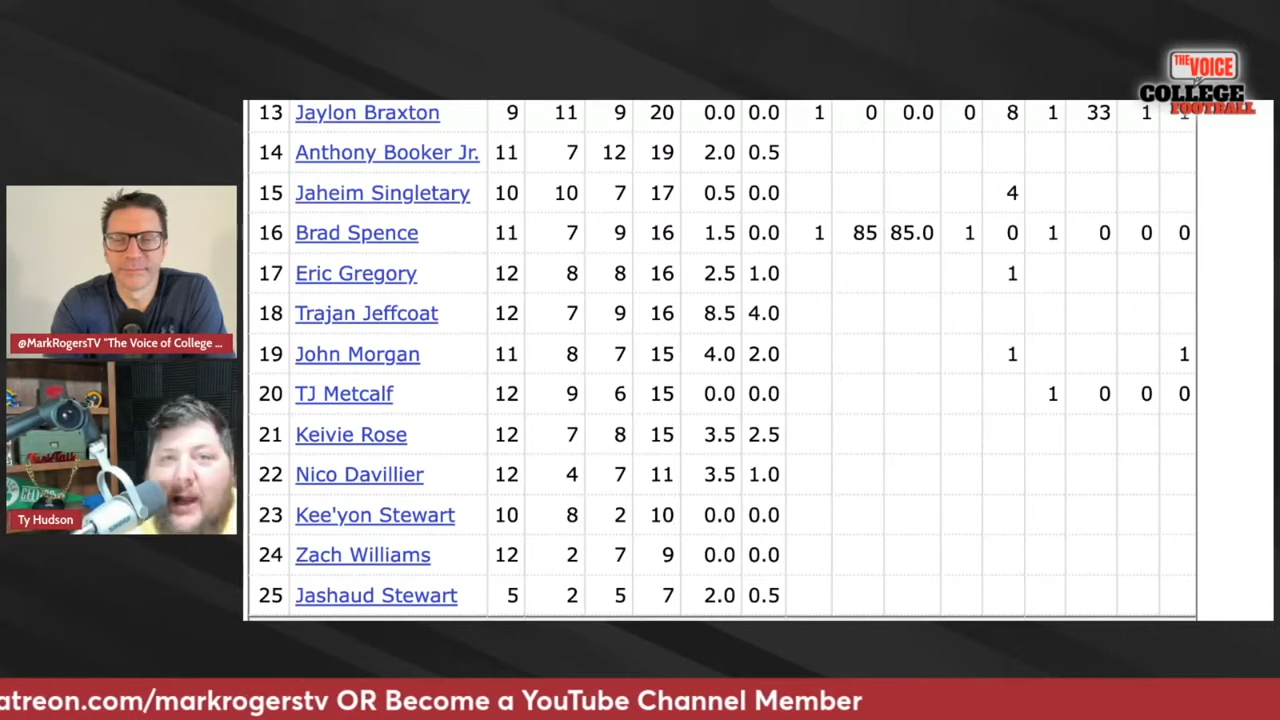 THE VOICE
of
COLLEGE
FOOTBALL
13 Jaylon Braxton 9 11 9 20 0.0 0.0 1 0 0.0 0 8 1 33 1 1
14 Anthony Booker Jr. 11 7 12 19 2.0 0.5
15 Jaheim Singletary 10 10 7 17 0.5 0.0 4
16 Brad Spence 11 7 9 16 1.5 0.0 1 85 85.0 1 0 1 0 0 0
17 Eric Gregory 12 8 8 16 2.5 1.0 1
18 Trajan Jeffcoat 12 7 9 16 8.5 4.0
19 John Morgan 11 8 7 15 4.0 2.0 1 1
20 TJ Metcalf 12 9 6 15 0.0 0.0 1 0 0 0
21 Keivie Rose 12 7 8 15 3.5 2.5
22 Nico Davillier 12 4 7 11 3.5 1.0
23 Kee'yon Stewart 10 8 2 10 0.0 0.0
24 Zach Williams 12 2 7 9 0.0 0.0
25 Jashaud Stewart 5 2 5 7 2.0 0.5
@MarkRogersTV "The Voice of College ...
Ty Hudson
atreon.com/markrogerstv OR Become a YouTube Channel Member